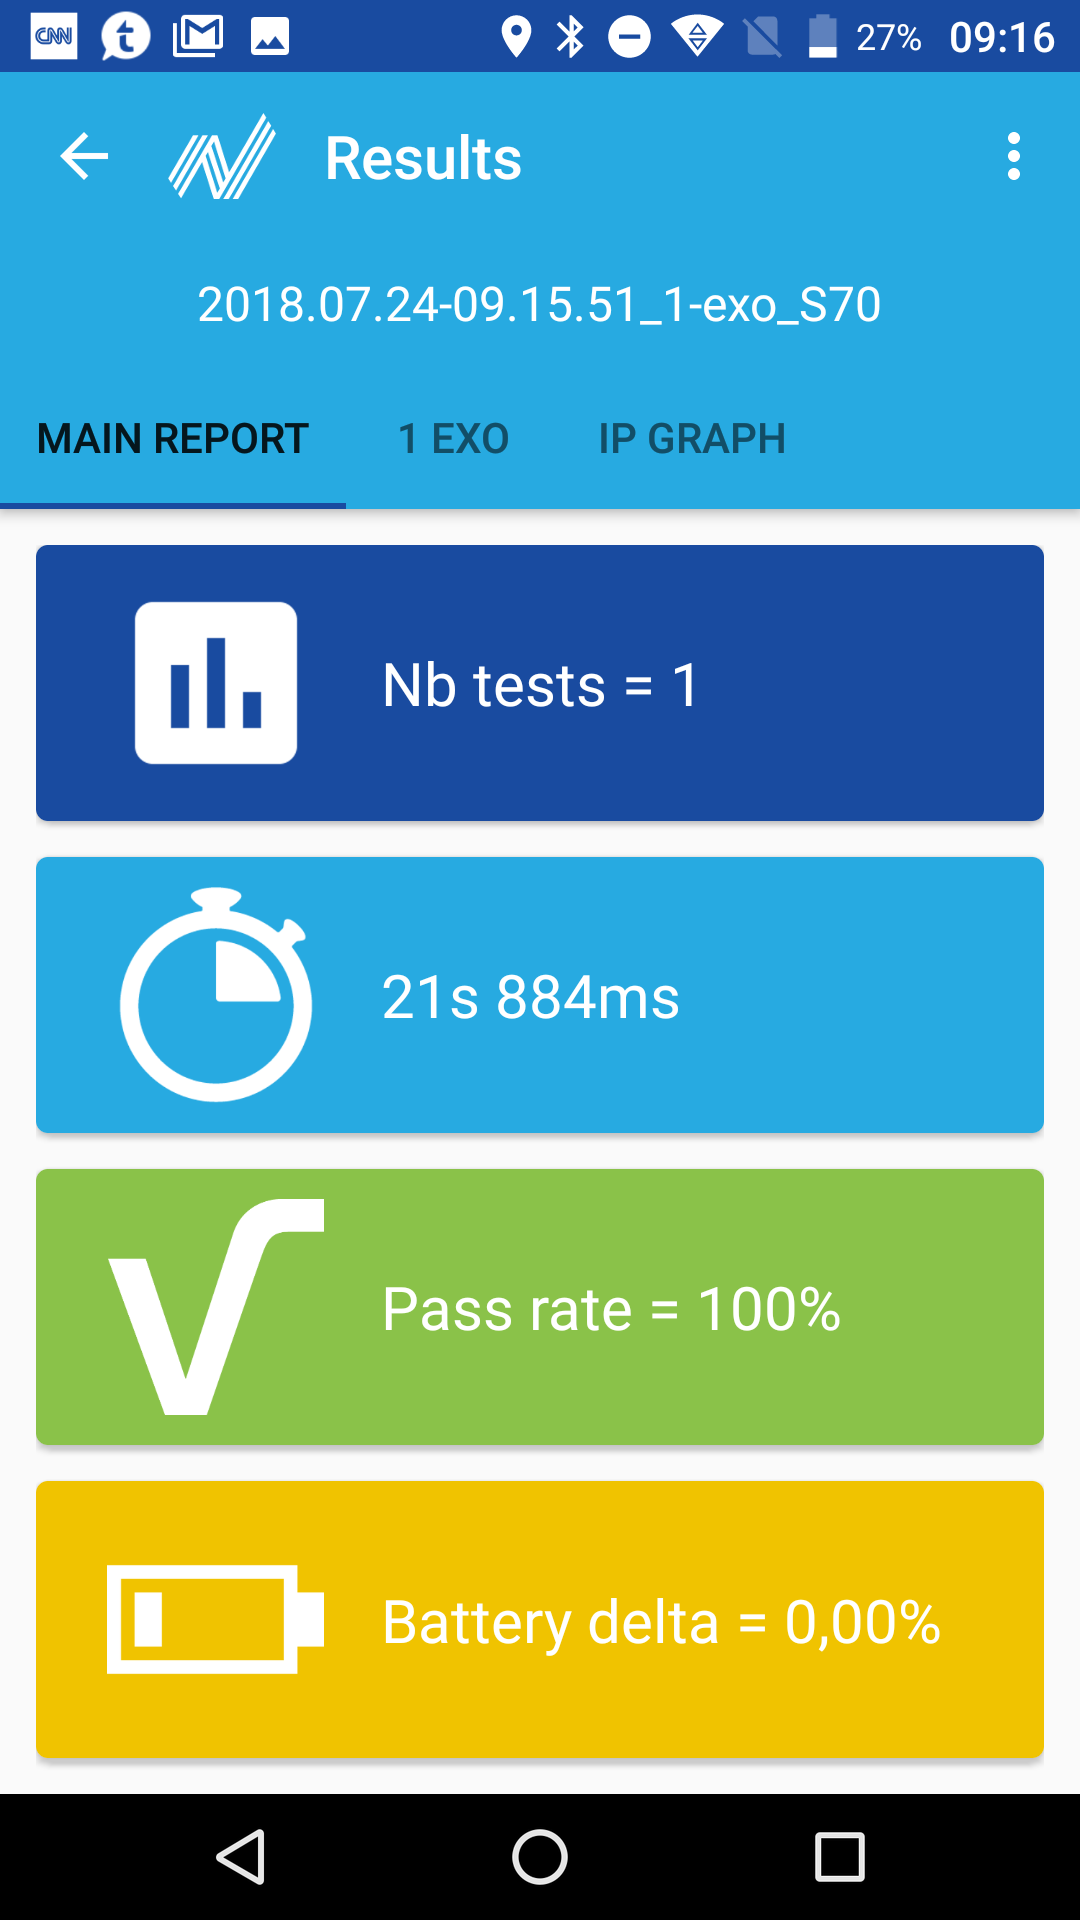 CNN
27% 09:16
Results
2018.07.24-09.15.51_1-exo_S70
MAIN REPORT 1 EXO IP GRAPH
Nb tests = 1
21s 884ms
Pass rate = 100%
Battery delta = 0,00%